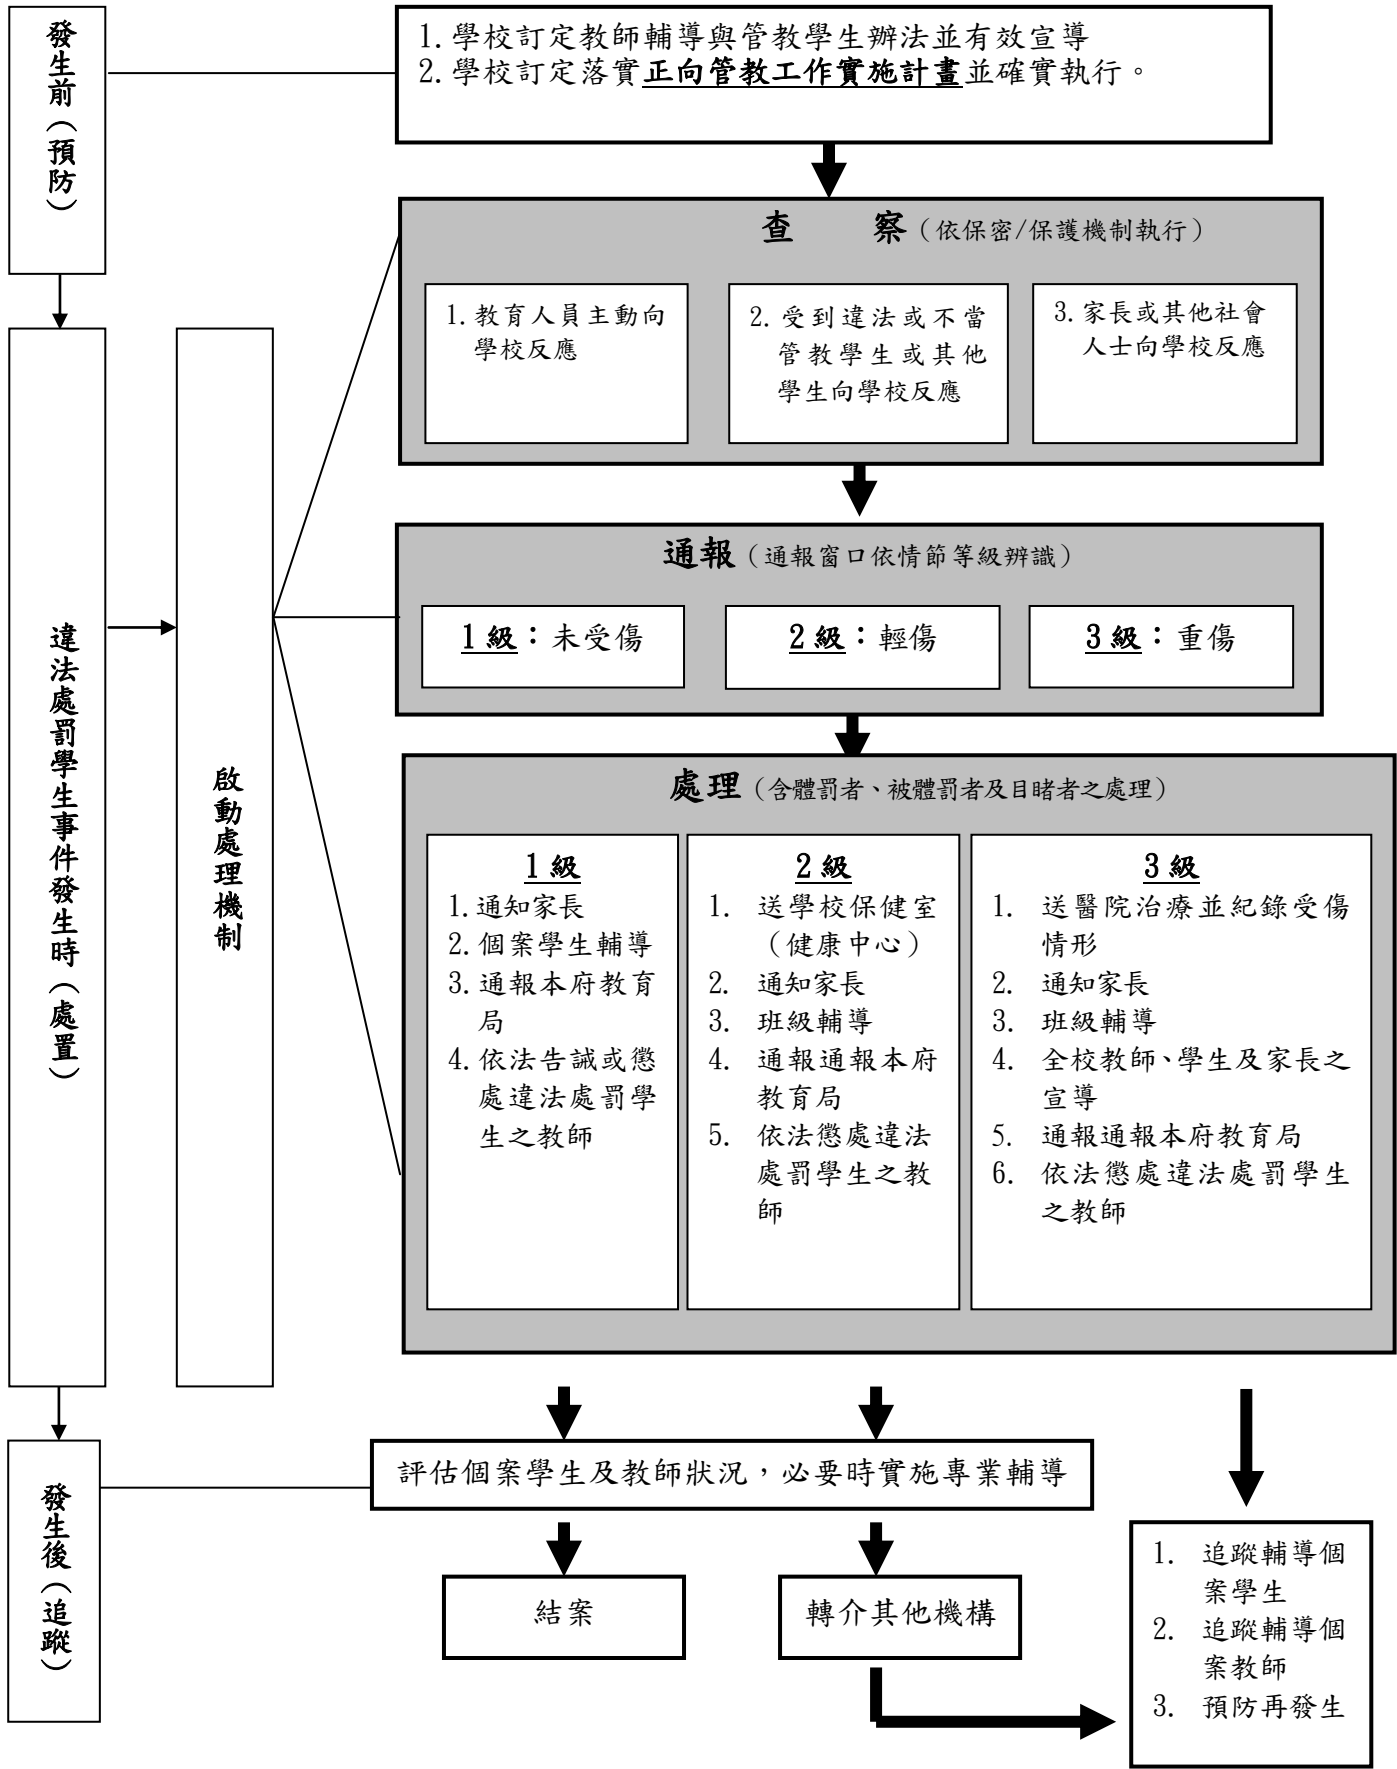 發生前（預防）
1.學校訂定教師輔導與管教學生辦法並有效宣導
2.學校訂定落實正向管教工作實施計畫並確實執行。
違法處罰學生事件發生時（處置）
啟動處理機制
查　察（依保密/保護機制執行）
1.教育人員主動向
學校反應
2.受到違法或不當
管教學生或其他
學生向學校反應
3.家長或其他社會
人士向學校反應
通報（通報窗口依情節等級辨識）
1級：未受傷
2級：輕傷
3級：重傷
處理（含體罰者、被體罰者及目睹者之處理）
1級
1.通知家長
2.個案學生輔導
3.通報本府教育
局
4.依法告誡或懲
處違法處罰學
生之教師
2級
1. 送學校保健室
（健康中心）
2. 通知家長
3. 班級輔導
4. 通報通報本府
教育局
5. 依法懲處違法
處罰學生之教
師
3級
1. 送醫院治療並紀錄受傷
情形
2. 通知家長
3. 班級輔導
4. 全校教師、學生及家長之
宣導
5. 通報通報本府教育局
6. 依法懲處違法處罰學生
之教師
發生後（追蹤）
評估個案學生及教師狀況，必要時實施專業輔導
結案
轉介其他機構
1. 追蹤輔導個
案學生
2. 追蹤輔導個
案教師
3. 預防再發生